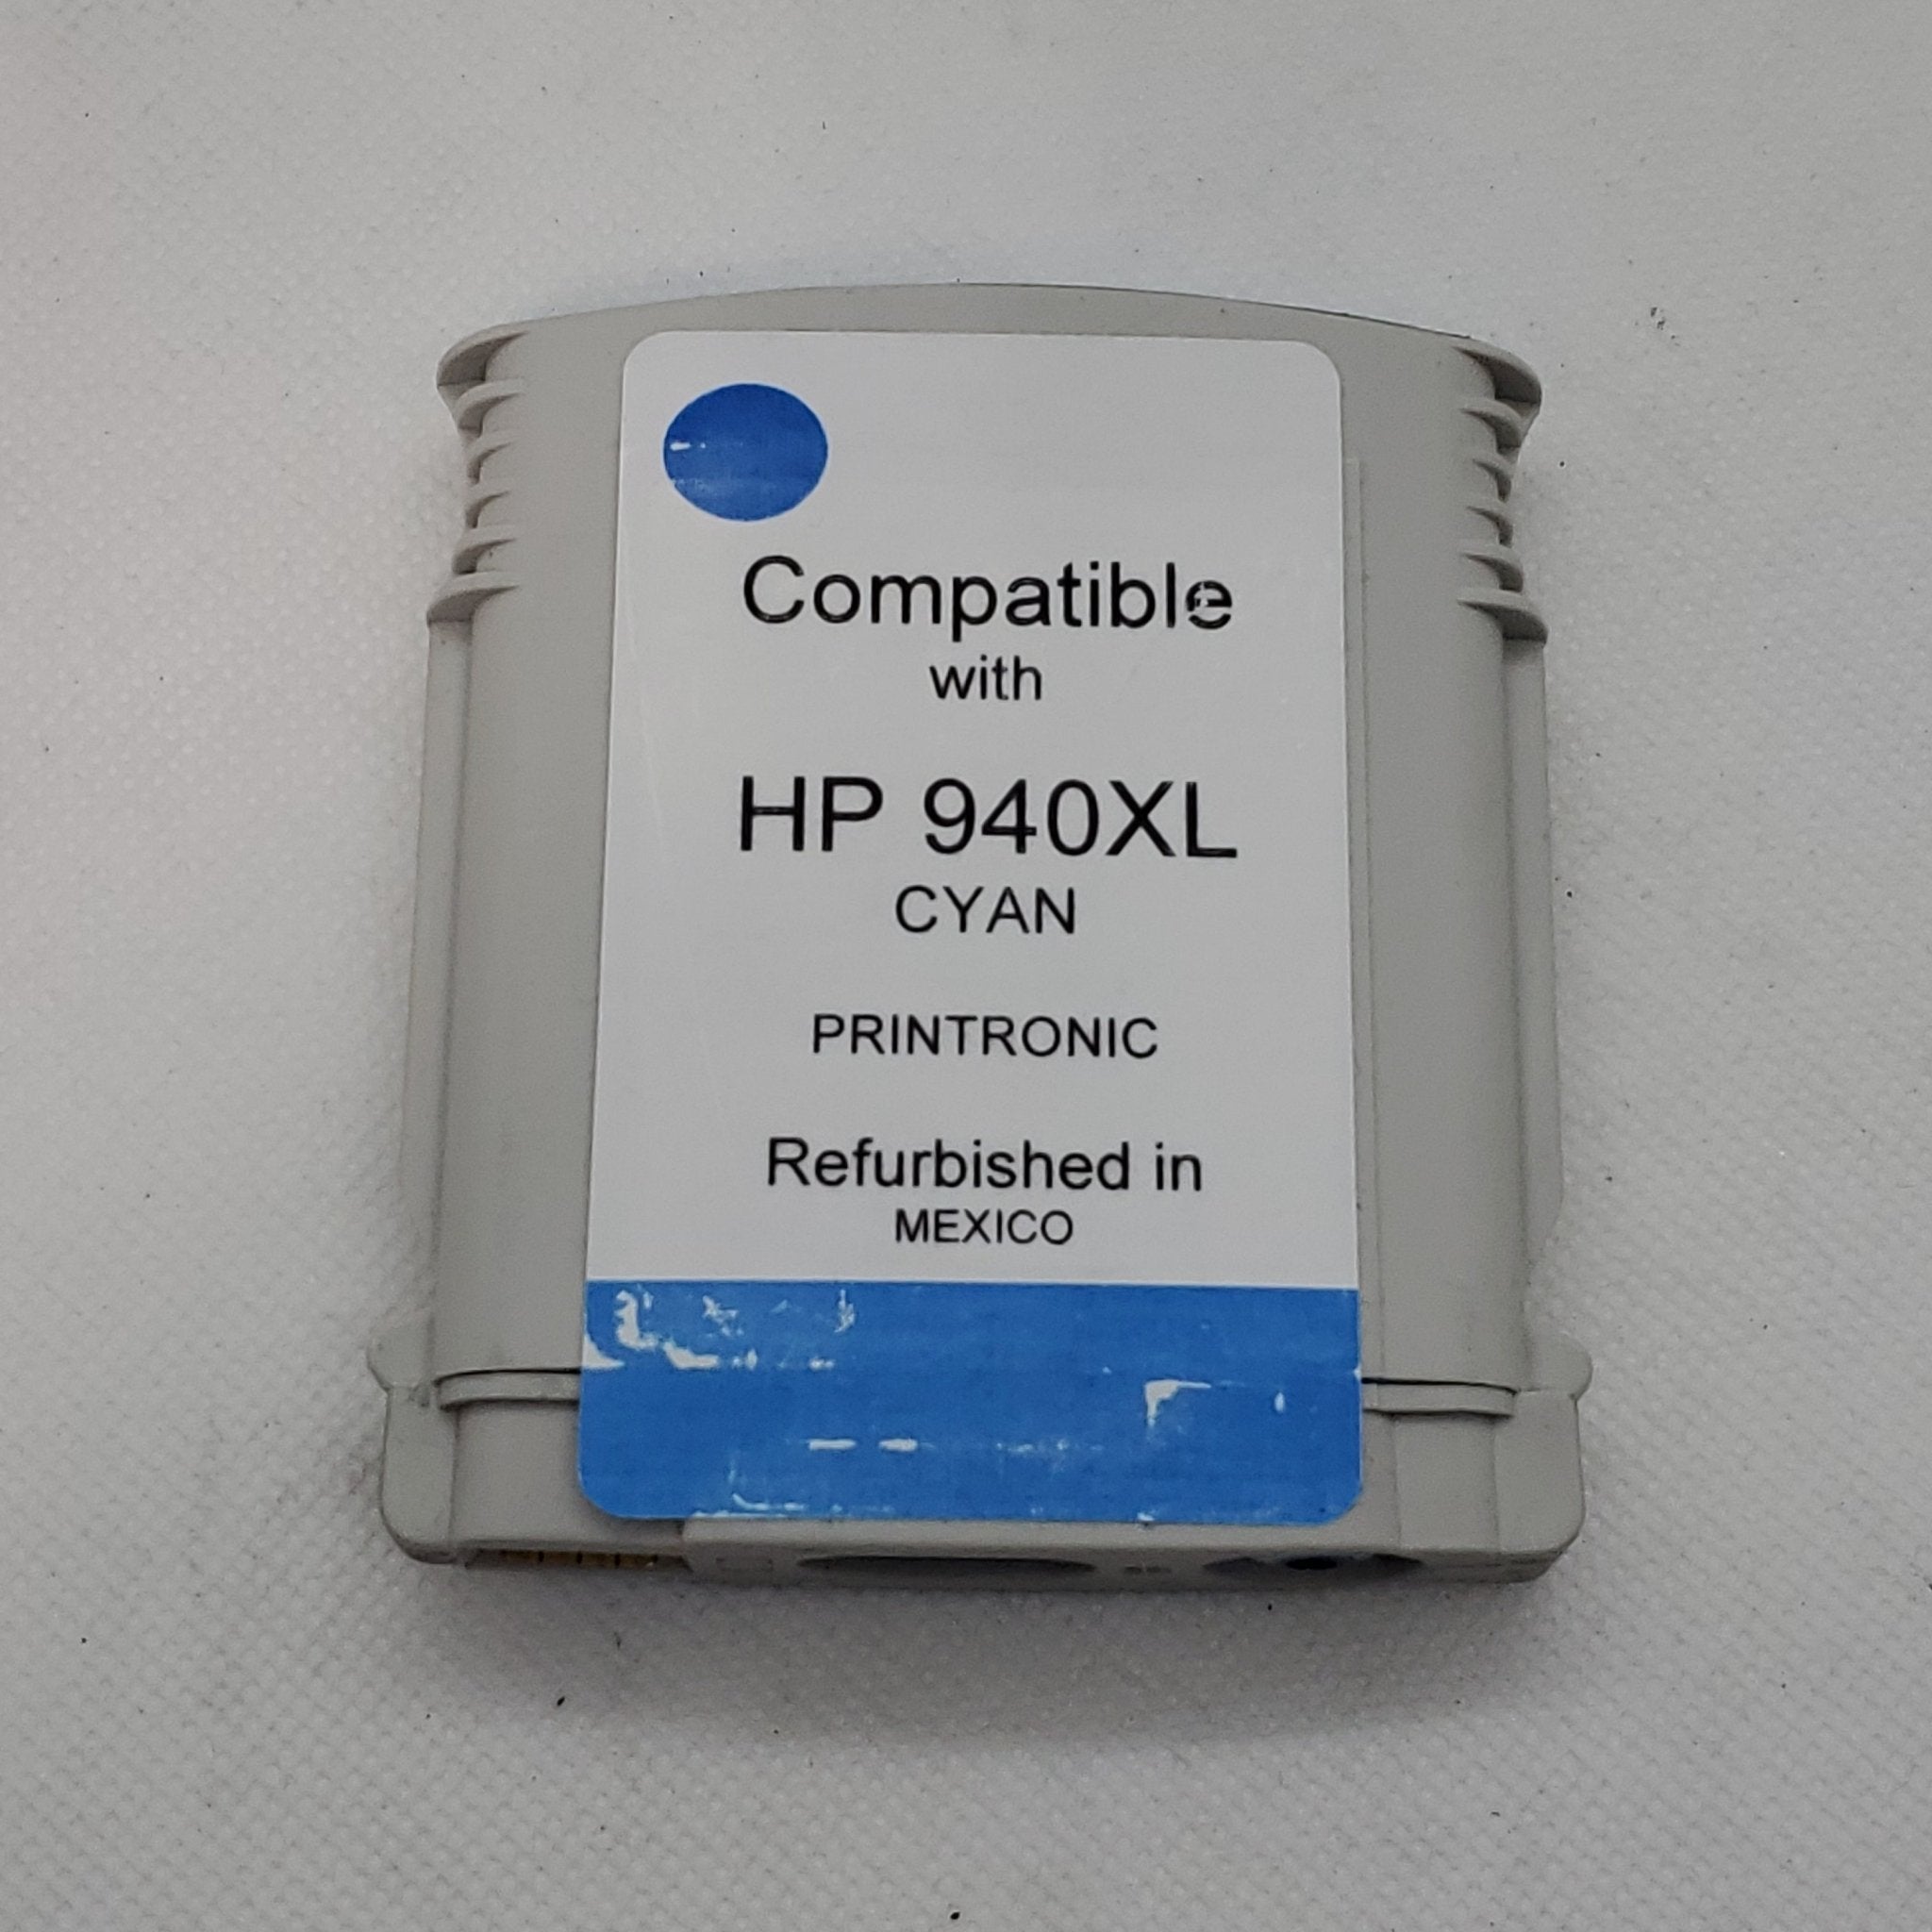 Compatible
with
HP 940XL
CYAN
PRINTRONIC
Refurbished in
MEXICO